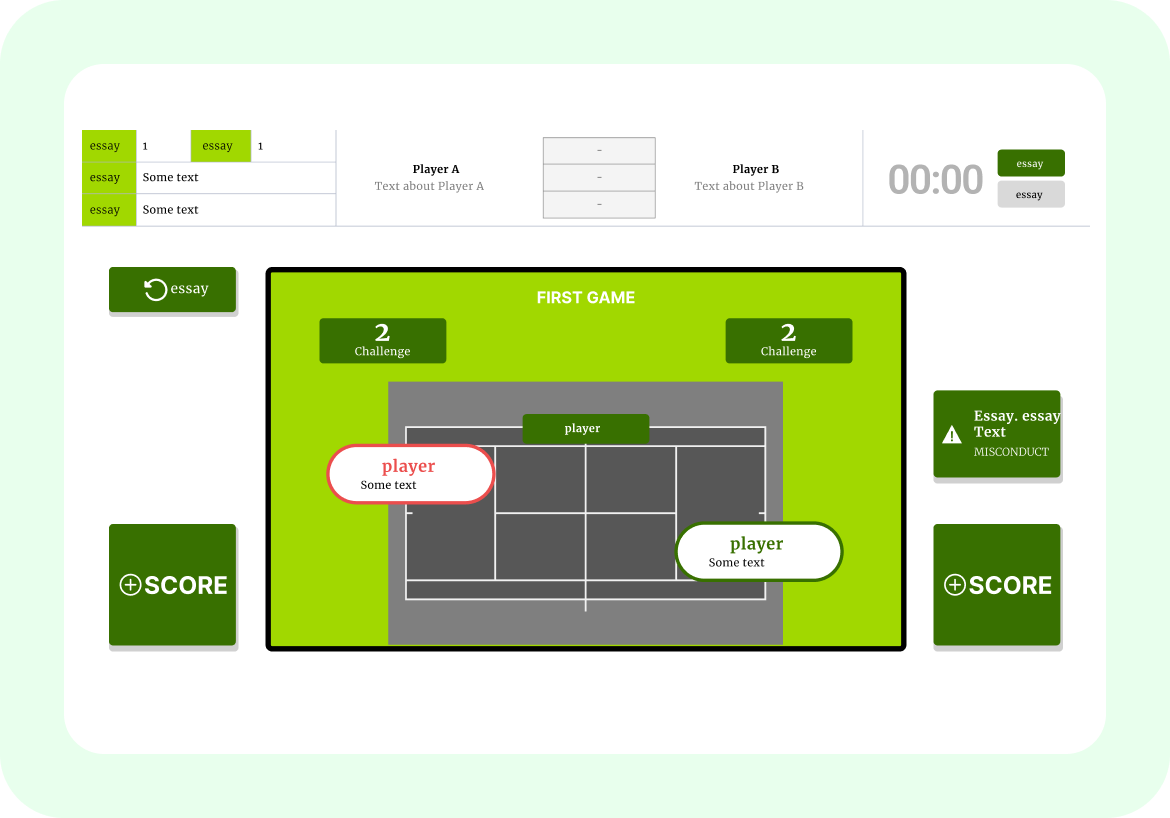 essay 1 essay 1
essay Some text
essay Some text
Player A
Text about Player A
-
-
-
Player B
Text about Player B
00:00
essay
essay
essay
FIRST GAME
2
Challenge
2
Challenge
player
player
Some text
player
Some text
Essay. essay
Text
MISCONDUCT
SCORE
SCORE